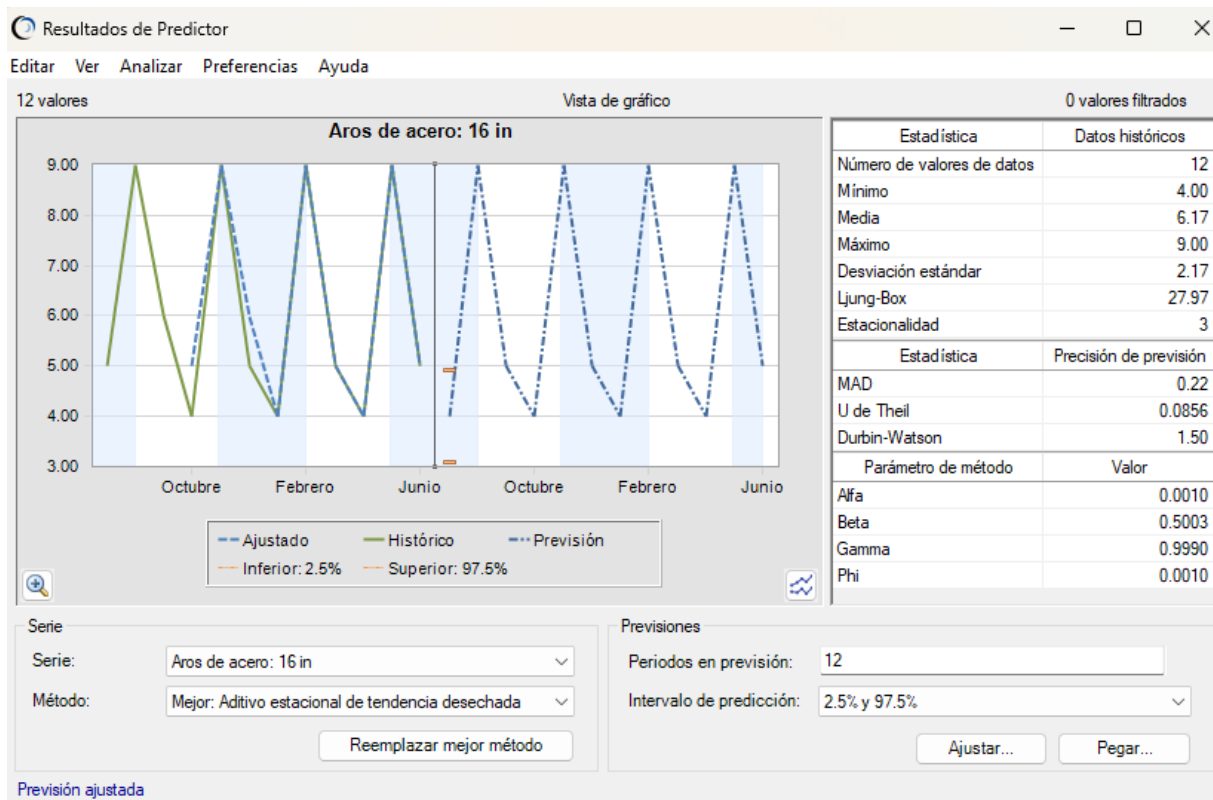 Resultados de Predictor
Editar Ver Analizar Preferencias Ayuda
12 valores Vista de gráfico 0 valores filtrados
Aros de acero: 16 in
9.00
8.00
7.00
6.00
5.00
4.00
3.00
Octubre Febrero Junio Octubre Febrero Junio
Ajustado Histórico Previsión
Inferior: 2.5% Superior: 97.5%
Estadística Datos históricos
Número de valores de datos 12
Mínimo 4.00
Media 6.17
Máximo 9.00
Desviación estándar 2.17
Ljung-Box 27.97
Estacionalidad 3
Estadística Precisión de previsión
MAD 0.22
U de Theil 0.0856
Durbin-Watson 1.50
Parámetro de método Valor
Alfa 0.0010
Beta 0.5003
Gamma 0.9990
Phi 0.0010
Serie
Serie: Aros de acero: 16 in
Método: Mejor: Aditivo estacional de tendencia desechada
Reemplazar mejor método
Previsiones
Periodos en previsión: 12
Intervalo de predicción: 2.5% y 97.5%
Ajustar... Pegar...
Previsión ajustada